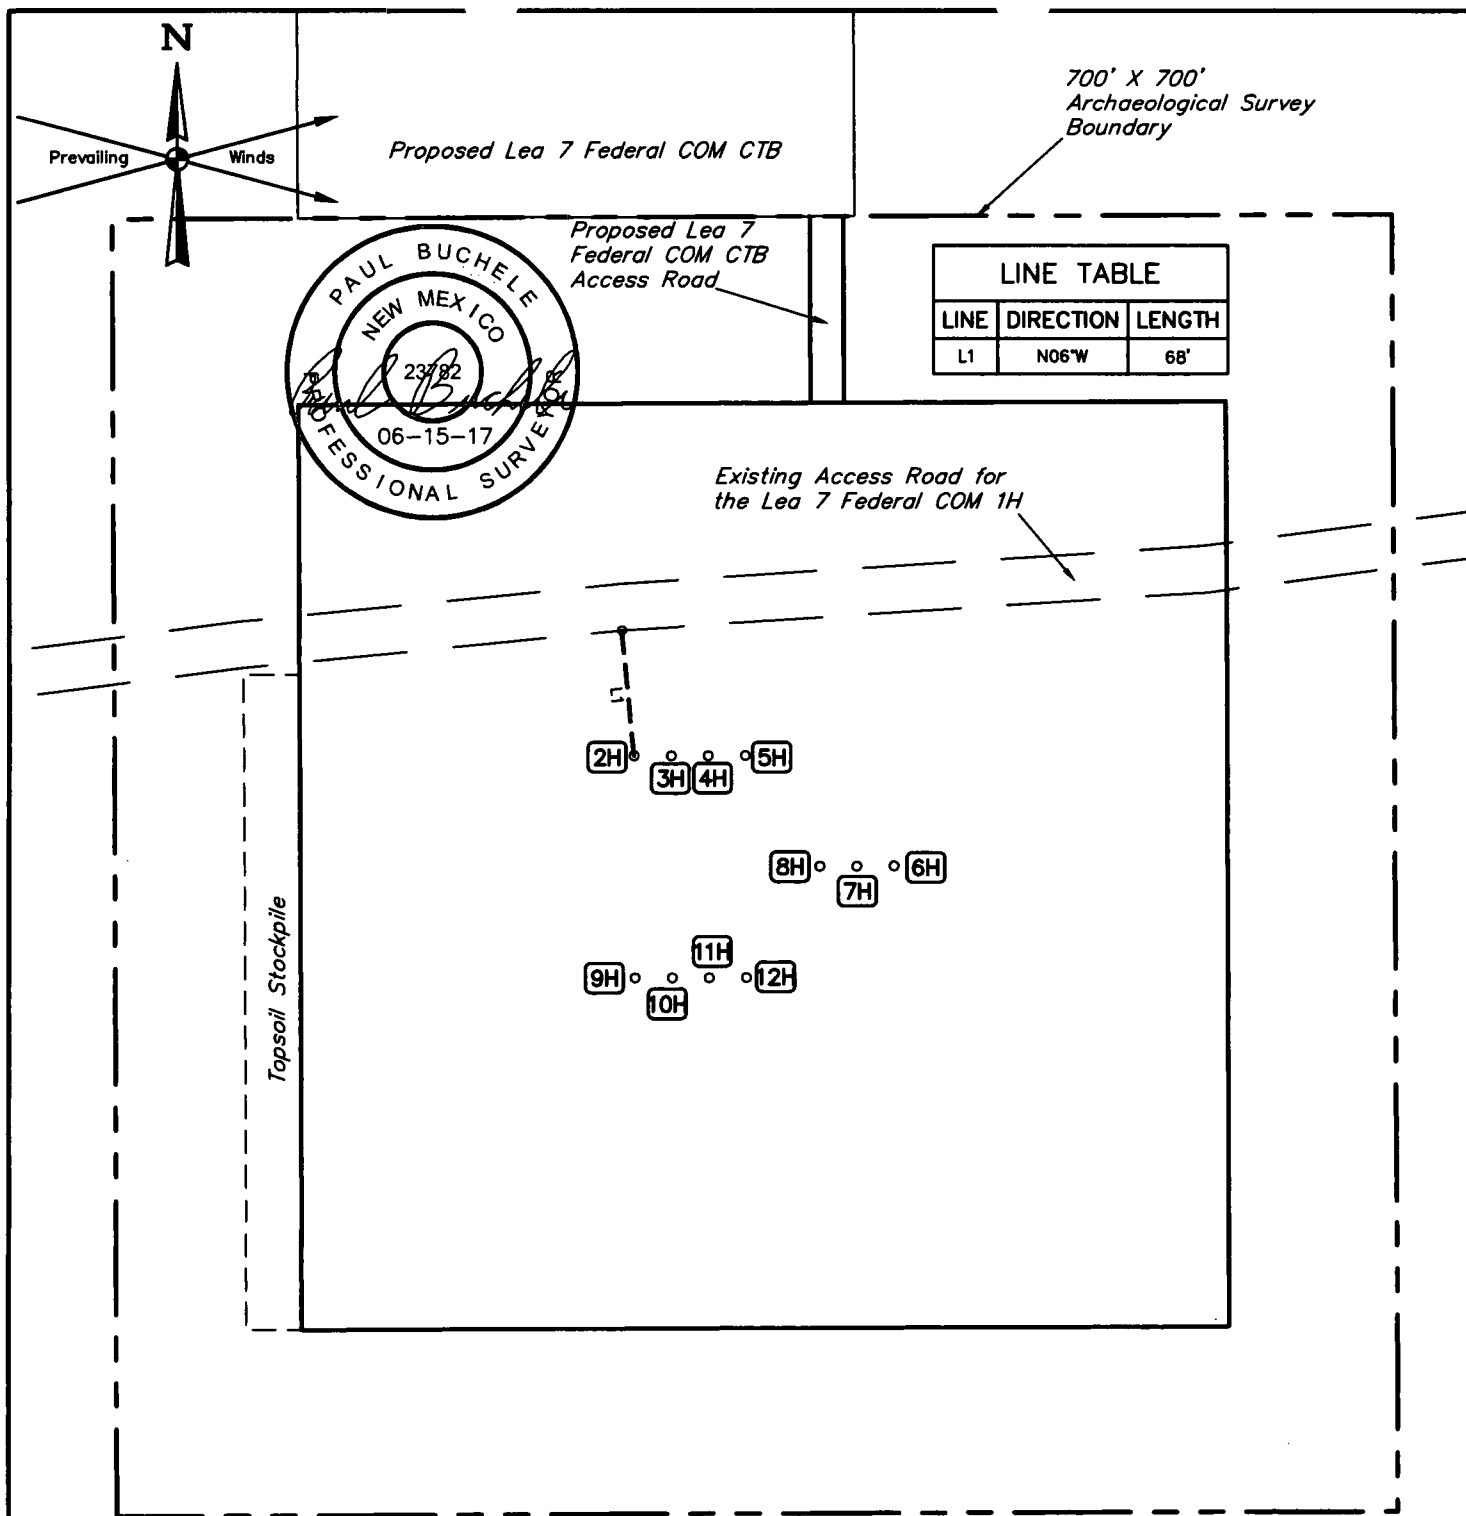 N
Prevailing Winds
Proposed Lea 7 Federal COM CTB
700' X 700'
Archaeological Survey
Boundary
Proposed Lea 7
Federal COM CTB
Access Road
PAUL BUCHELE
NEW MEXICO
23782
06-15-17
PROFESSIONAL SURVEYOR
LINE TABLE
LINE DIRECTION LENGTH
L1 N06°W 68'
Existing Access Road for
the Lea 7 Federal COM 1H
L1
2H
3H
4H
5H
8H
7H
6H
11H
9H
10H
12H
Topsoil Stockpile